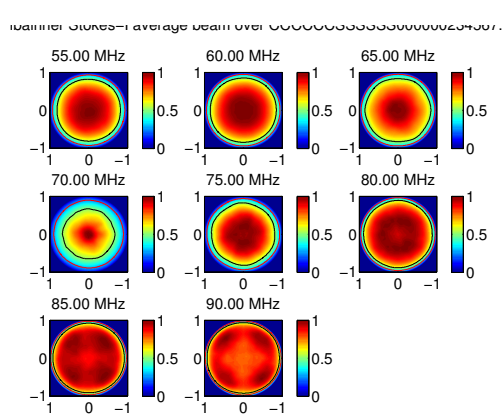 Stokes−I average beam over
55.00 MHz 60.00 MHz 65.00 MHz
1 1 1 1 1 1
0 0.5 0 0.5 0 0.5
−1 0 −1 0 −1 0
1 0 −1 1 0 −1 1 0 −1
70.00 MHz 75.00 MHz 80.00 MHz
1 1 1 1 1 1
0 0.5 0 0.5 0 0.5
−1 0 −1 0 −1 0
1 0 −1 1 0 −1 1 0 −1
85.00 MHz 90.00 MHz
1 1 1 1
0 0.5 0 0.5
−1 0 −1 0
1 0 −1 1 0 −1